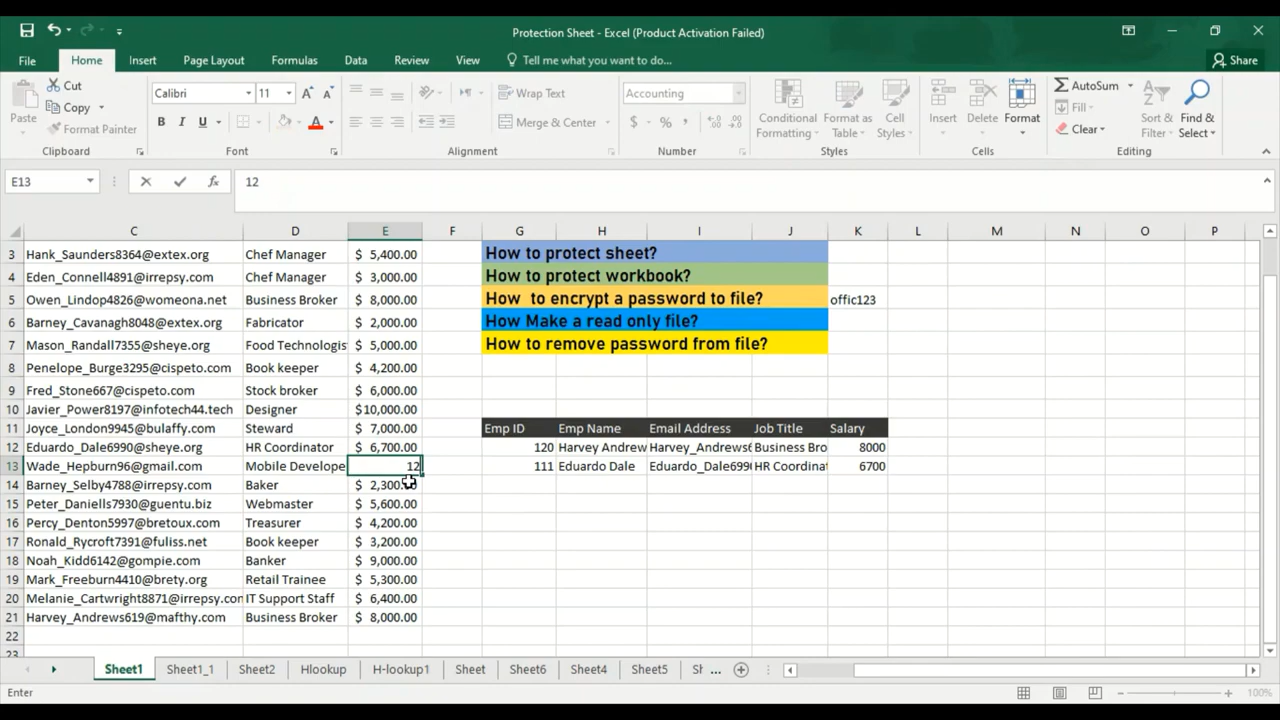 Protection Sheet - Excel (Product Activation Failed)
File Home Insert Page Layout Formulas Data Review View Tell me what you want to do... Share
Paste Cut Copy Format Painter Clipboard
Calibri 11 A A B I U A Font
Wrap Text Merge & Center Alignment
Accounting $ % , Number
Conditional Formatting Format as Table Cell Styles Styles
Insert Delete Format Cells
AutoSum Fill Clear Sort & Filter Find & Select Editing
E13 fx 12
C D E F G H I J K L M N O P
3 Hank_Saunders8364@extex.org Chef Manager $ 5,400.00 How to protect sheet?
4 Eden_Connell4891@irrepsy.com Chef Manager $ 3,000.00 How to protect workbook?
5 Owen_Lindop4826@womeona.net Business Broker $ 8,000.00 How to encrypt a password to file? offic123
6 Barney_Cavanagh8048@extex.org Fabricator $ 2,000.00 How Make a read only file?
7 Mason_Randall7355@sheye.org Food Technologis $ 5,000.00 How to remove password from file?
8 Penelope_Burge3295@cispeto.com Book keeper $ 4,200.00
9 Fred_Stone667@cispeto.com Stock broker $ 6,000.00
10 Javier_Power8197@infotech44.tech Designer $10,000.00
11 Joyce_London9945@bulaffy.com Steward $ 7,000.00 Emp ID Emp Name Email Address Job Title Salary
12 Eduardo_Dale6990@sheye.org HR Coordinator $ 6,700.00 120 Harvey Andrew Harvey_Andrews6 Business Bro 8000
13 Wade_Hepburn96@gmail.com Mobile Develope 12 111 Eduardo Dale Eduardo_Dale699 HR Coordina 6700
14 Barney_Selby4788@irrepsy.com Baker $ 2,300.00
15 Peter_Daniells7930@guentu.biz Webmaster $ 5,600.00
16 Percy_Denton5997@bretoux.com Treasurer $ 4,200.00
17 Ronald_Rycroft7391@fuliss.net Book keeper $ 3,200.00
18 Noah_Kidd6142@gompie.com Banker $ 9,000.00
19 Mark_Freeburn4410@brety.org Retail Trainee $ 5,300.00
20 Melanie_Cartwright8871@irrepsy.com IT Support Staff $ 6,400.00
21 Harvey_Andrews619@mafthy.com Business Broker $ 8,000.00
22
23
Sheet1 Sheet1_1 Sheet2 Hlookup H-lookup1 Sheet Sheet6 Sheet4 Sheet5 Sh ...
Enter 100%